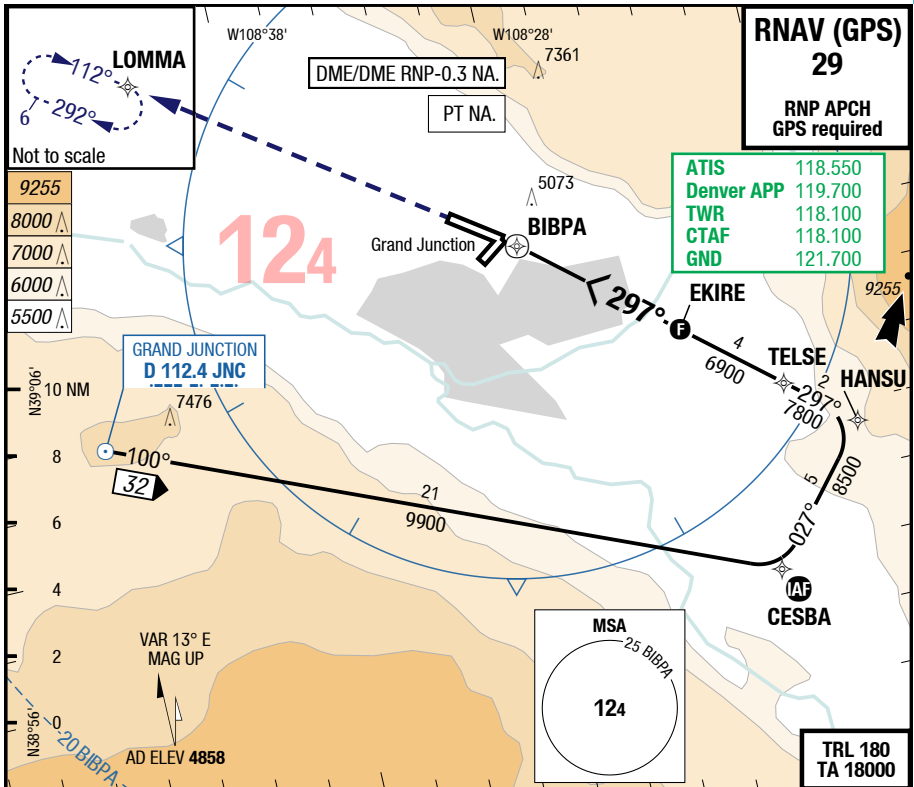 LOMMA
112°
292°
6
Not to scale
W108°38'
W108°28'
7361
DME/DME RNP-0.3 NA.
PT NA.
RNAV (GPS)
29
RNP APCH
GPS required
ATIS 118.550
Denver APP 119.700
TWR 118.100
CTAF 118.100
GND 121.700
9255
8000
7000
6000
5500
5073
BIBPA
Grand Junction
124
297°
EKIRE
F
9255
4
6900
TELSE
2
297°
7800
HANSU
GRAND JUNCTION
D 112.4 JNC
N39°06'
10 NM
7476
8
100°
32
21
9900
5
8500
027°
6
4
IAF
CESBA
VAR 13° E
MAG UP
2
MSA
25 BIBPA
124
N38°56'
0
20 BIBPA
AD ELEV 4858
TRL 180
TA 18000